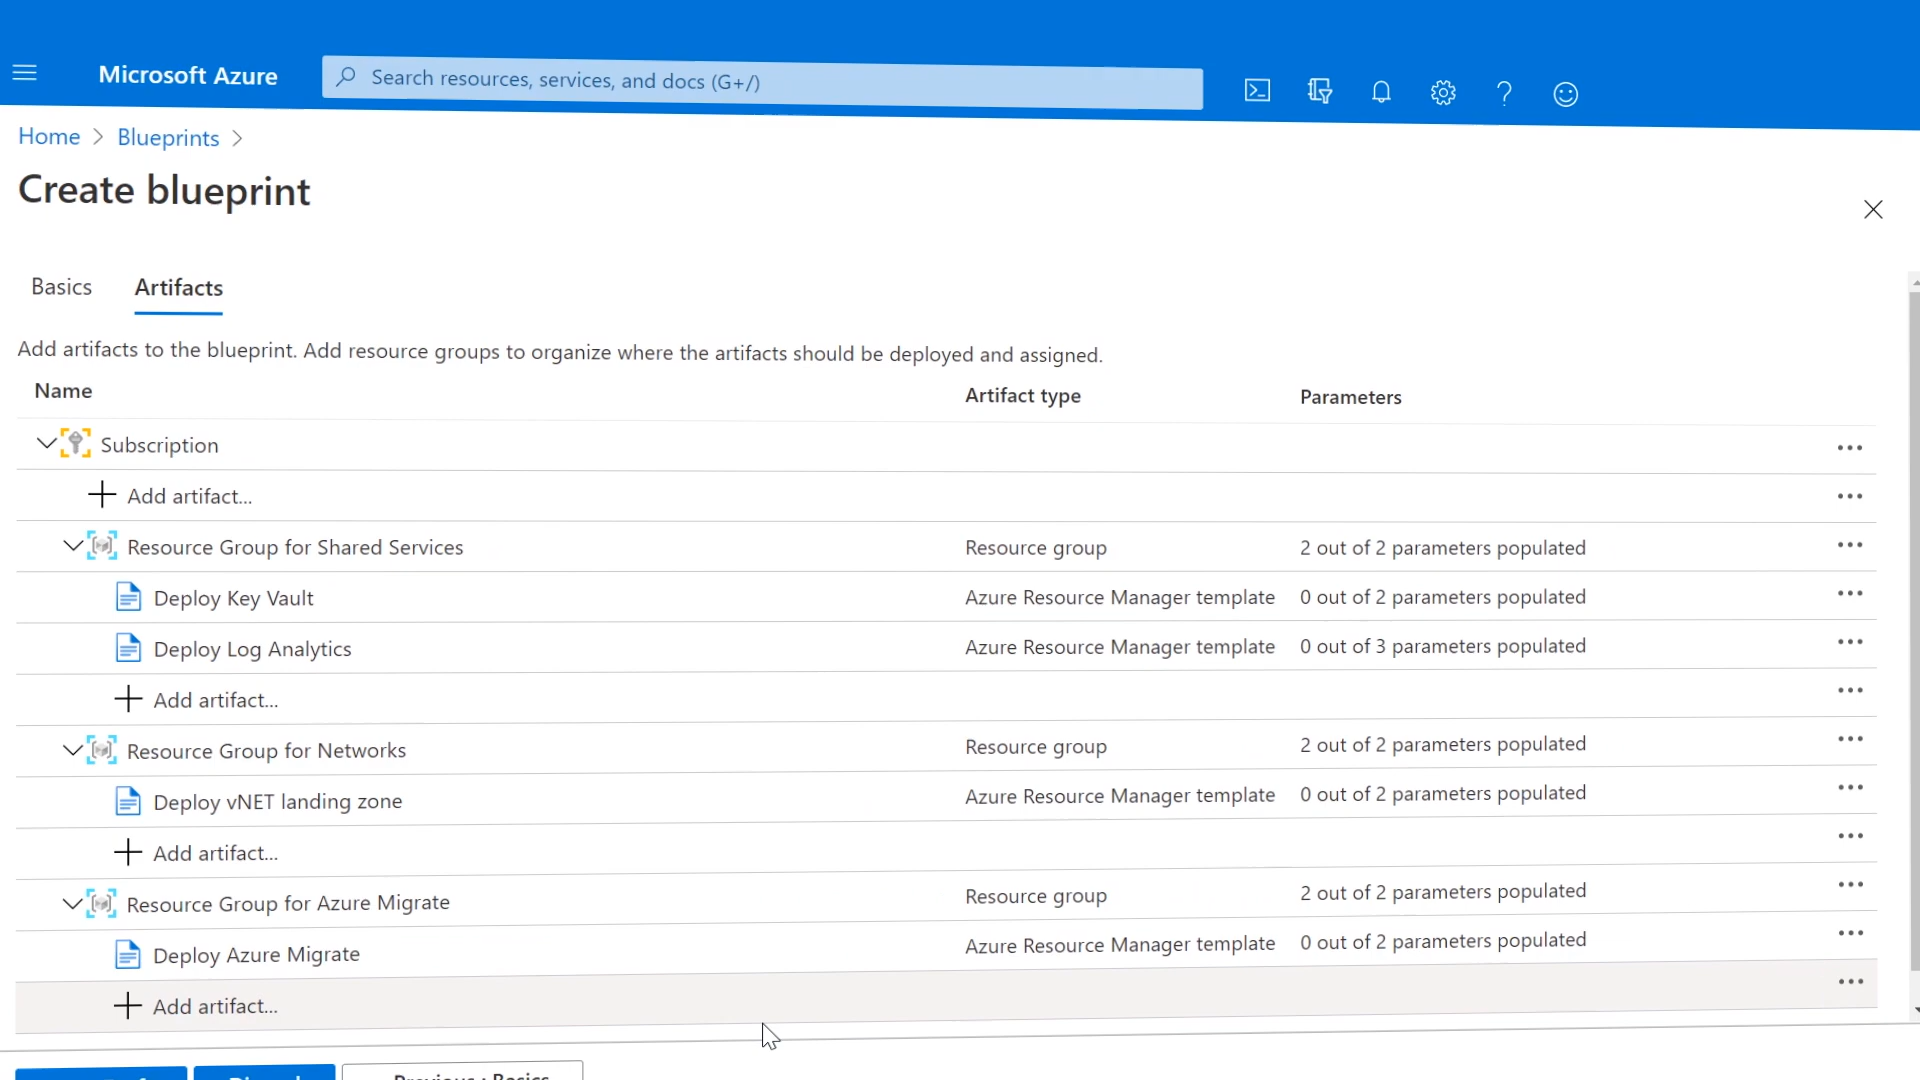 Microsoft Azure
Search resources, services, and docs (G+/)
Home > Blueprints >
Create blueprint
Basics Artifacts
Add artifacts to the blueprint. Add resource groups to organize where the artifacts should be deployed and assigned.
Name Artifact type Parameters
Subscription
Add artifact...
Resource Group for Shared Services Resource group 2 out of 2 parameters populated
Deploy Key Vault Azure Resource Manager template 0 out of 2 parameters populated
Deploy Log Analytics Azure Resource Manager template 0 out of 3 parameters populated
Add artifact...
Resource Group for Networks Resource group 2 out of 2 parameters populated
Deploy vNET landing zone Azure Resource Manager template 0 out of 2 parameters populated
Add artifact...
Resource Group for Azure Migrate Resource group 2 out of 2 parameters populated
Deploy Azure Migrate Azure Resource Manager template 0 out of 2 parameters populated
Add artifact...
Previous : Basics